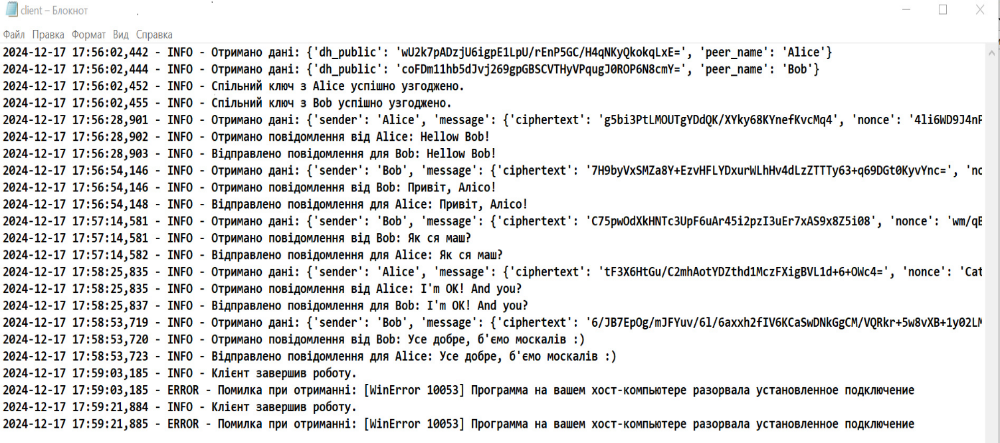 client – Блокнот
Файл Правка Формат Вид Справка
2024-12-17 17:56:02,442 - INFO - Отримано дані: {'dh_public': 'wU2k7pADzjU6igpE1LpU/rEnP5GC/H4qNKyQkokqLxE=', 'peer_name': 'Alice'}
2024-12-17 17:56:02,444 - INFO - Отримано дані: {'dh_public': 'coFDm11hb5dJvj269gpGBSCVTHyVPqugJ0ROP6N8cmY=', 'peer_name': 'Bob'}
2024-12-17 17:56:02,452 - INFO - Спільний ключ з Alice успішно узгоджено.
2024-12-17 17:56:02,455 - INFO - Спільний ключ з Bob успішно узгоджено.
2024-12-17 17:56:28,901 - INFO - Отримано дані: {'sender': 'Alice', 'message': {'ciphertext': 'g5bi3PtLMOUTgYDdQK/XYky68KYnefKvcMq4', 'nonce': '4li6WD9J4nF
2024-12-17 17:56:28,902 - INFO - Отримано повідомлення від Alice: Hellow Bob!
2024-12-17 17:56:28,903 - INFO - Відправлено повідомлення для Bob: Hellow Bob!
2024-12-17 17:56:54,146 - INFO - Отримано дані: {'sender': 'Bob', 'message': {'ciphertext': '7H9byVxSMZa8Y+EzvHFLYDxurWLhHv4dLzZTTTy63+q69DGt0KyvYnc=', 'no
2024-12-17 17:56:54,146 - INFO - Отримано повідомлення від Bob: Привіт, Алісо!
2024-12-17 17:56:54,148 - INFO - Відправлено повідомлення для Alice: Привіт, Алісо!
2024-12-17 17:57:14,581 - INFO - Отримано дані: {'sender': 'Bob', 'message': {'ciphertext': 'C75pwOdXkHNTc3UpF6uAr45i2pzI3uEr7xAS9x8Z5i08', 'nonce': 'wm/qB
2024-12-17 17:57:14,581 - INFO - Отримано повідомлення від Bob: Як ся маш?
2024-12-17 17:57:14,582 - INFO - Відправлено повідомлення для Alice: Як ся маш?
2024-12-17 17:58:25,835 - INFO - Отримано дані: {'sender': 'Alice', 'message': {'ciphertext': 'tF3X6HtGu/C2mhAotYDZthd1MczFXigBVL1d+6+OWc4=', 'nonce': 'Cat
2024-12-17 17:58:25,835 - INFO - Отримано повідомлення від Alice: I'm OK! And you?
2024-12-17 17:58:25,837 - INFO - Відправлено повідомлення для Bob: I'm OK! And you?
2024-12-17 17:58:53,719 - INFO - Отримано дані: {'sender': 'Bob', 'message': {'ciphertext': '6/JB7EpOg/mJFYuv/6l/6axxh2fIV6KCaSwDNkGgCM/VQRkr+5w8vXB+1y02LM
2024-12-17 17:58:53,720 - INFO - Отримано повідомлення від Bob: Усе добре, б'ємо москалів :)
2024-12-17 17:58:53,723 - INFO - Відправлено повідомлення для Alice: Усе добре, б'ємо москалів :)
2024-12-17 17:59:03,185 - INFO - Клієнт завершив роботу.
2024-12-17 17:59:03,185 - ERROR - Помилка при отриманні: [WinError 10053] Программа на вашем хост-компьютере разорвала установленное подключение
2024-12-17 17:59:21,884 - INFO - Клієнт завершив роботу.
2024-12-17 17:59:21,885 - ERROR - Помилка при отриманні: [WinError 10053] Программа на вашем хост-компьютере разорвала установленное подключение